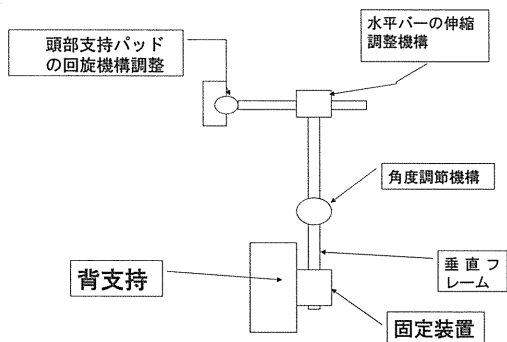 頭部支持パッド
の回旋機構調整
水平バーの伸縮
調整機構
角度調節機構
垂直フ
レーム
背支持
固定装置